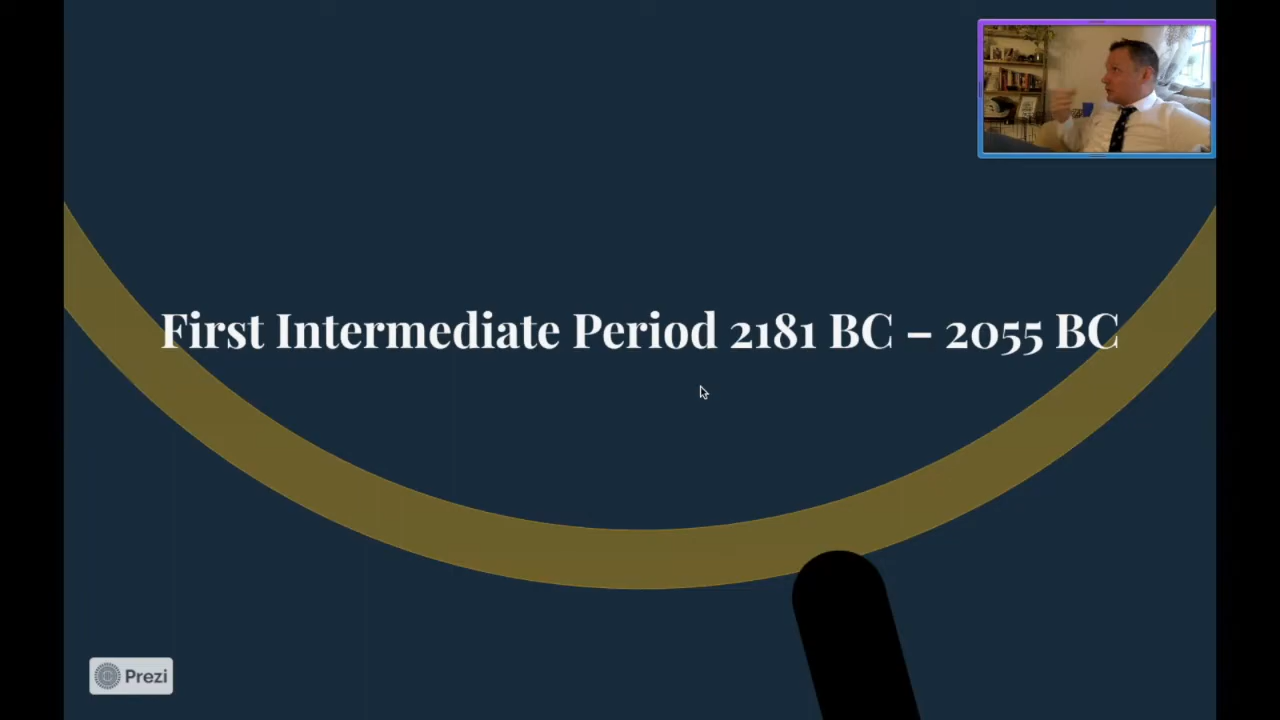 First Intermediate Period 2181 BC – 2055 BC
Prezi